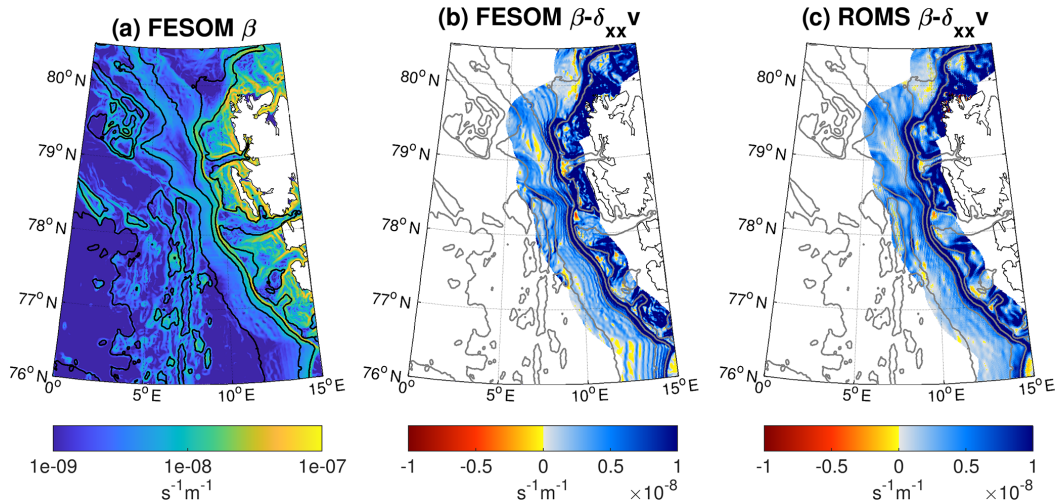 (a) FESOM β
(b) FESOM β-δxxv
(c) ROMS β-δxxv
80°N
79°N
78°N
77°N
76°N
0°
5°E
10°E
15°E
80°N
79°N
78°N
77°N
76°N
0°
5°E
10°E
15°E
80°N
79°N
78°N
77°N
76°N
0°
5°E
10°E
15°E
1e-09 1e-08 1e-07
s⁻¹m⁻¹
-1 -0.5 0 0.5 1
s⁻¹m⁻¹ ×10⁻⁸
-1 -0.5 0 0.5 1
s⁻¹m⁻¹ ×10⁻⁸